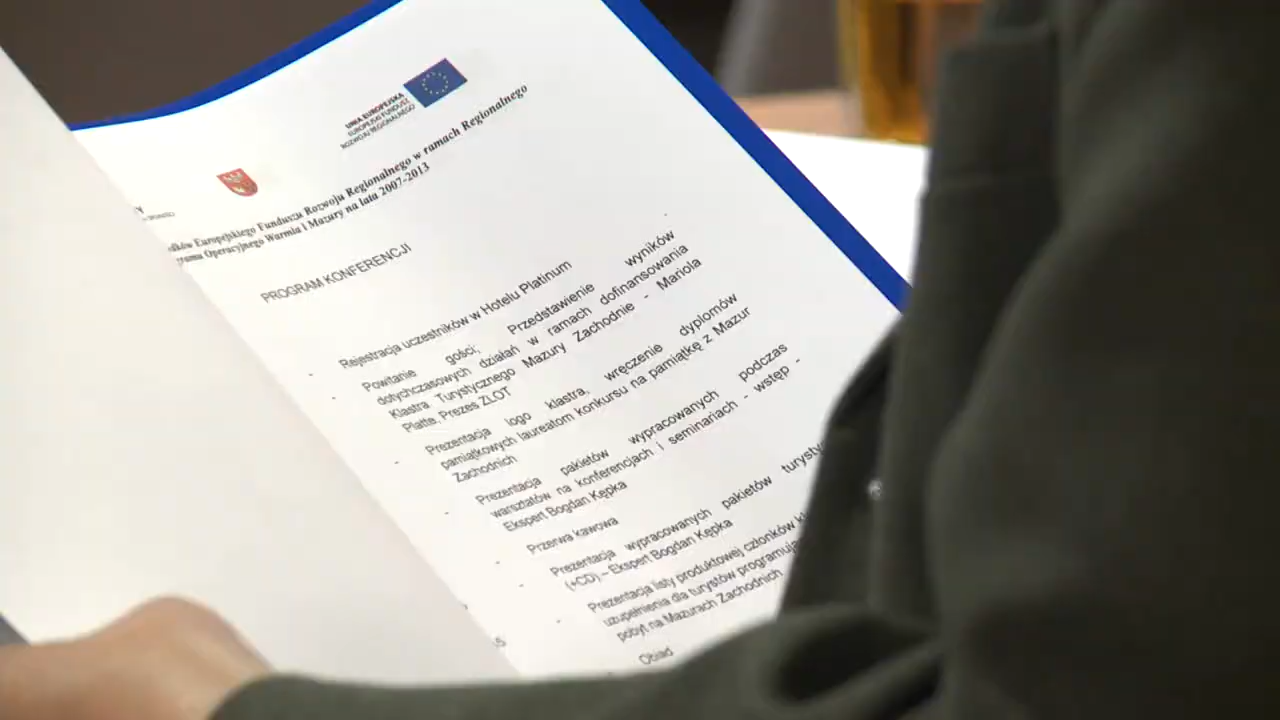 UNIA EUROPEJSKA
EUROPEJSKI FUNDUSZ
ROZWOJU REGIONALNEGO
Europejskiego Funduszu Rozwoju Regionalnego w ramach Regionalnego
Operacyjnego Warmia i Mazury na lata 2007-2013
PROGRAM KONFERENCJI
Rejestracja uczestników w Hotelu Platinum
Powitanie gości; Przedstawienie wyników
dotychczasowych działań w ramach dofinansowania
Klastra Turystycznego Mazury Zachodnie - Mariola
Platte, Prezes ZLOT
Prezentacja logo klastra, wręczenie dyplomów
pamiątkowych laureatom konkursu na pamiątkę z Mazur
Zachodnich
Prezentacja pakietów wypracowanych podczas
warsztatów na konferencjach i seminariach - wstęp -
Ekspert Bogdan Kępka
Przerwa kawowa
Prezentacja wypracowanych pakietów turysty
(+CD) – Ekspert Bogdan Kępka
Prezentacja listy produktowej członków
uzupełnienia dla turystów programują
pobyt na Mazurach Zachodnich
Obiad